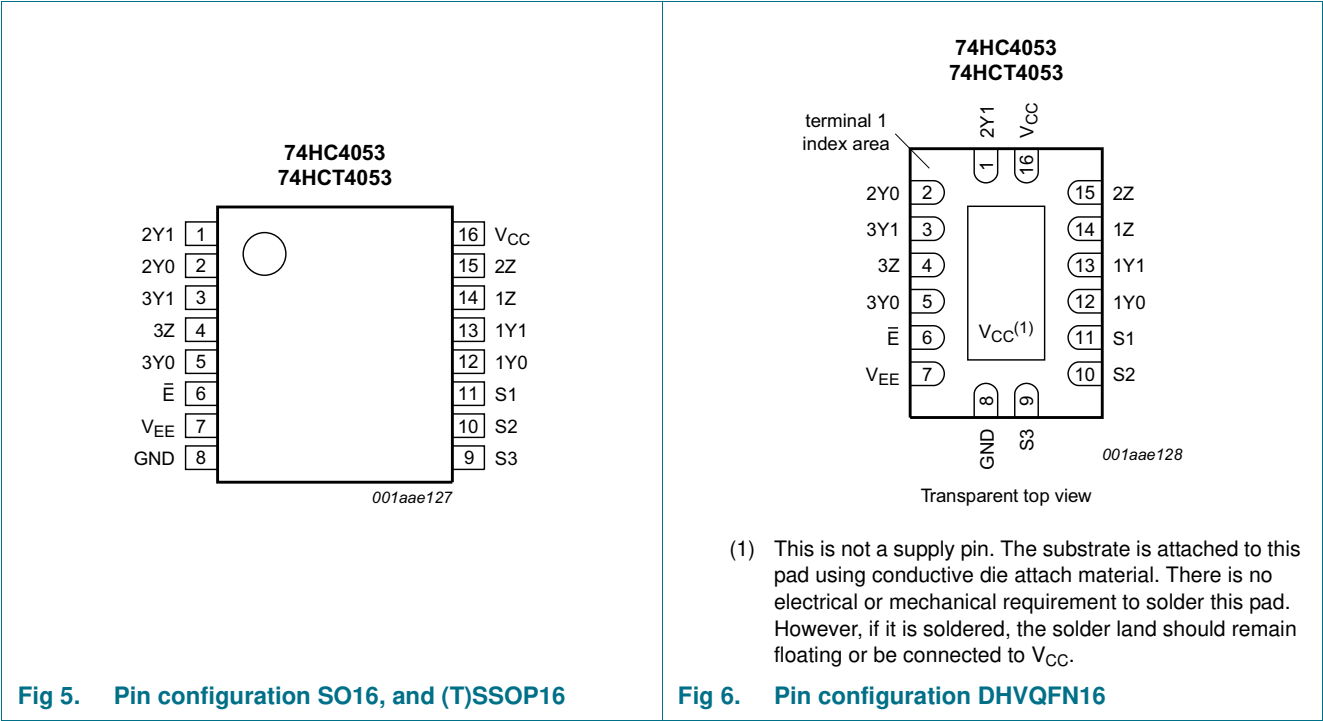 74HC4053
74HCT4053
2Y1 1
2Y0 2
3Y1 3
3Z 4
3Y0 5
E̅ 6
VEE 7
GND 8
16 VCC
15 2Z
14 1Z
13 1Y1
12 1Y0
11 S1
10 S2
9 S3
001aae127
Fig 5. Pin configuration SO16, and (T)SSOP16
74HC4053
74HCT4053
terminal 1
index area
2Y1
VCC
1
16
2Y0 2
3Y1 3
3Z 4
3Y0 5
E̅ 6
VEE 7
15 2Z
14 1Z
13 1Y1
12 1Y0
11 S1
10 S2
VCC(1)
8
9
GND
S3
001aae128
Transparent top view
(1) This is not a supply pin. The substrate is attached to this
pad using conductive die attach material. There is no
electrical or mechanical requirement to solder this pad.
However, if it is soldered, the solder land should remain
floating or be connected to VCC.
Fig 6. Pin configuration DHVQFN16